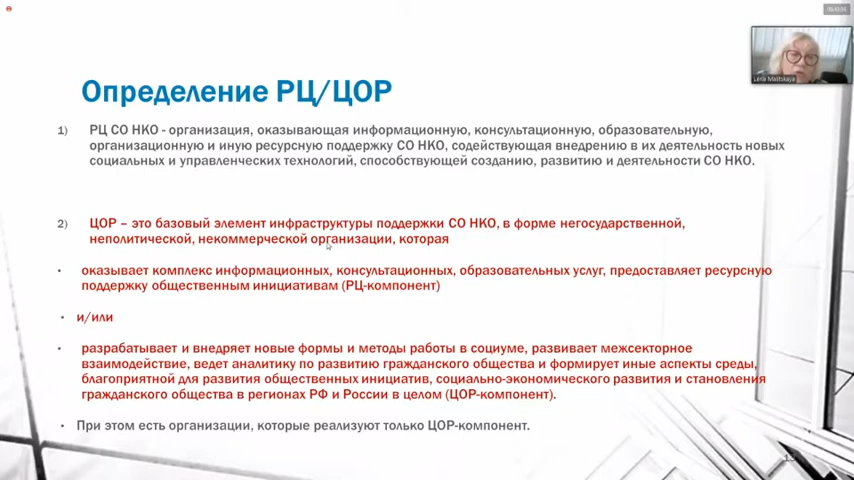 Определение РЦ/ЦОР
Lena Malitskaya
1) РЦ СО НКО - организация, оказывающая информационную, консультационную, образовательную,
организационную и иную ресурсную поддержку СО НКО, содействующая внедрению в их деятельность новых
социальных и управленческих технологий, способствующей созданию, развитию и деятельности СО НКО.
2) ЦОР – это базовый элемент инфраструктуры поддержки СО НКО, в форме негосударственной,
неполитической, некоммерческой организации, которая
• оказывает комплекс информационных, консультационных, образовательных услуг, предоставляет ресурсную
поддержку общественным инициативам (РЦ-компонент)
• и/или
• разрабатывает и внедряет новые формы и методы работы в социуме, развивает межсекторное
взаимодействие, ведет аналитику по развитию гражданского общества и формирует иные аспекты среды,
благоприятной для развития общественных инициатив, социально-экономического развития и становления
гражданского общества в регионах РФ и России в целом (ЦОР-компонент).
• При этом есть организации, которые реализуют только ЦОР-компонент.